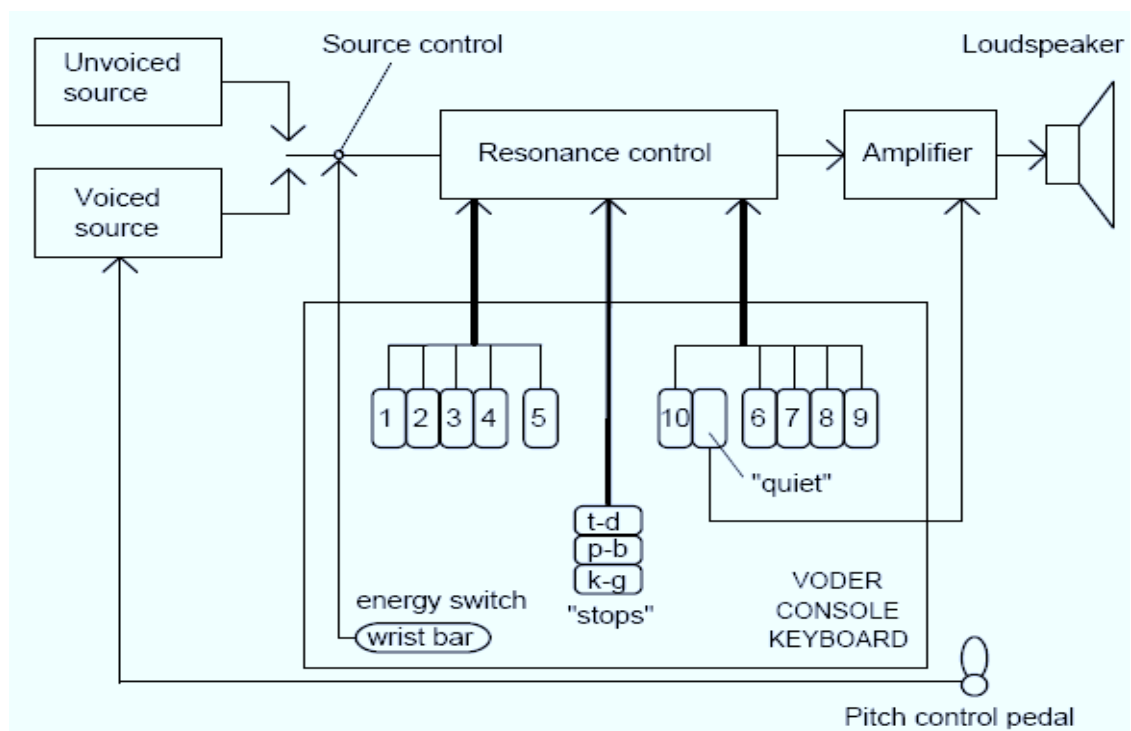 Unvoiced
source
Source control
Loudspeaker
Resonance control
Amplifier
Voiced
source
1 2 3 4 5 10 6 7 8 9
"quiet"
t-d
p-b
k-g
"stops"
energy switch
wrist bar
VODER
CONSOLE
KEYBOARD
Pitch control pedal